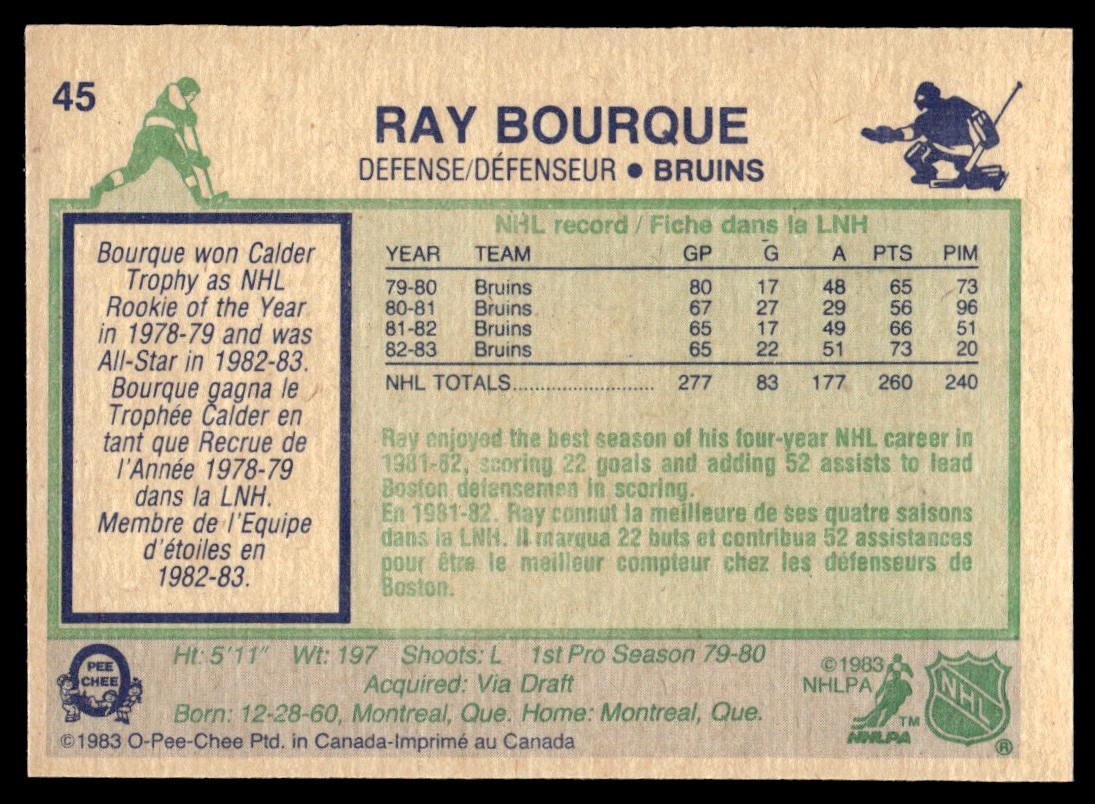 45
RAY BOURQUE
DEFENSE/DÉFENSEUR • BRUINS
Bourque won Calder
Trophy as NHL
Rookie of the Year
in 1978-79 and was
All-Star in 1982-83.
Bourque gagna le
Trophée Calder en
tant que Recrue de
l'Année 1978-79
dans la LNH.
Membre de l'Equipe
d'étoiles en
1982-83.
NHL record / Fiche dans la LNH
YEAR TEAM GP G A PTS PIM
79-80 Bruins 80 17 48 65 73
80-81 Bruins 67 27 29 56 96
81-82 Bruins 65 17 49 66 51
82-83 Bruins 65 22 51 73 20
NHL TOTALS.......................... 277 83 177 260 240
Ray enjoyed the best season of his four-year NHL career in
1981-82, scoring 22 goals and adding 52 assists to lead
Boston defensemen in scoring.
En 1981-82. Ray connut la meilleure de ses quatre saisons
dans la LNH. Il marqua 22 buts et contribua 52 assistances
pour être le meilleur compteur chez les défenseurs de
Boston.
PEE
CHEE
Ht: 5'11" Wt: 197 Shoots: L 1st Pro Season 79-80
Acquired: Via Draft
Born: 12-28-60, Montreal, Que. Home: Montreal, Que.
©1983 O-Pee-Chee Ptd. in Canada-Imprimé au Canada
©1983
NHLPA
TM
NHLPA
NHL
®